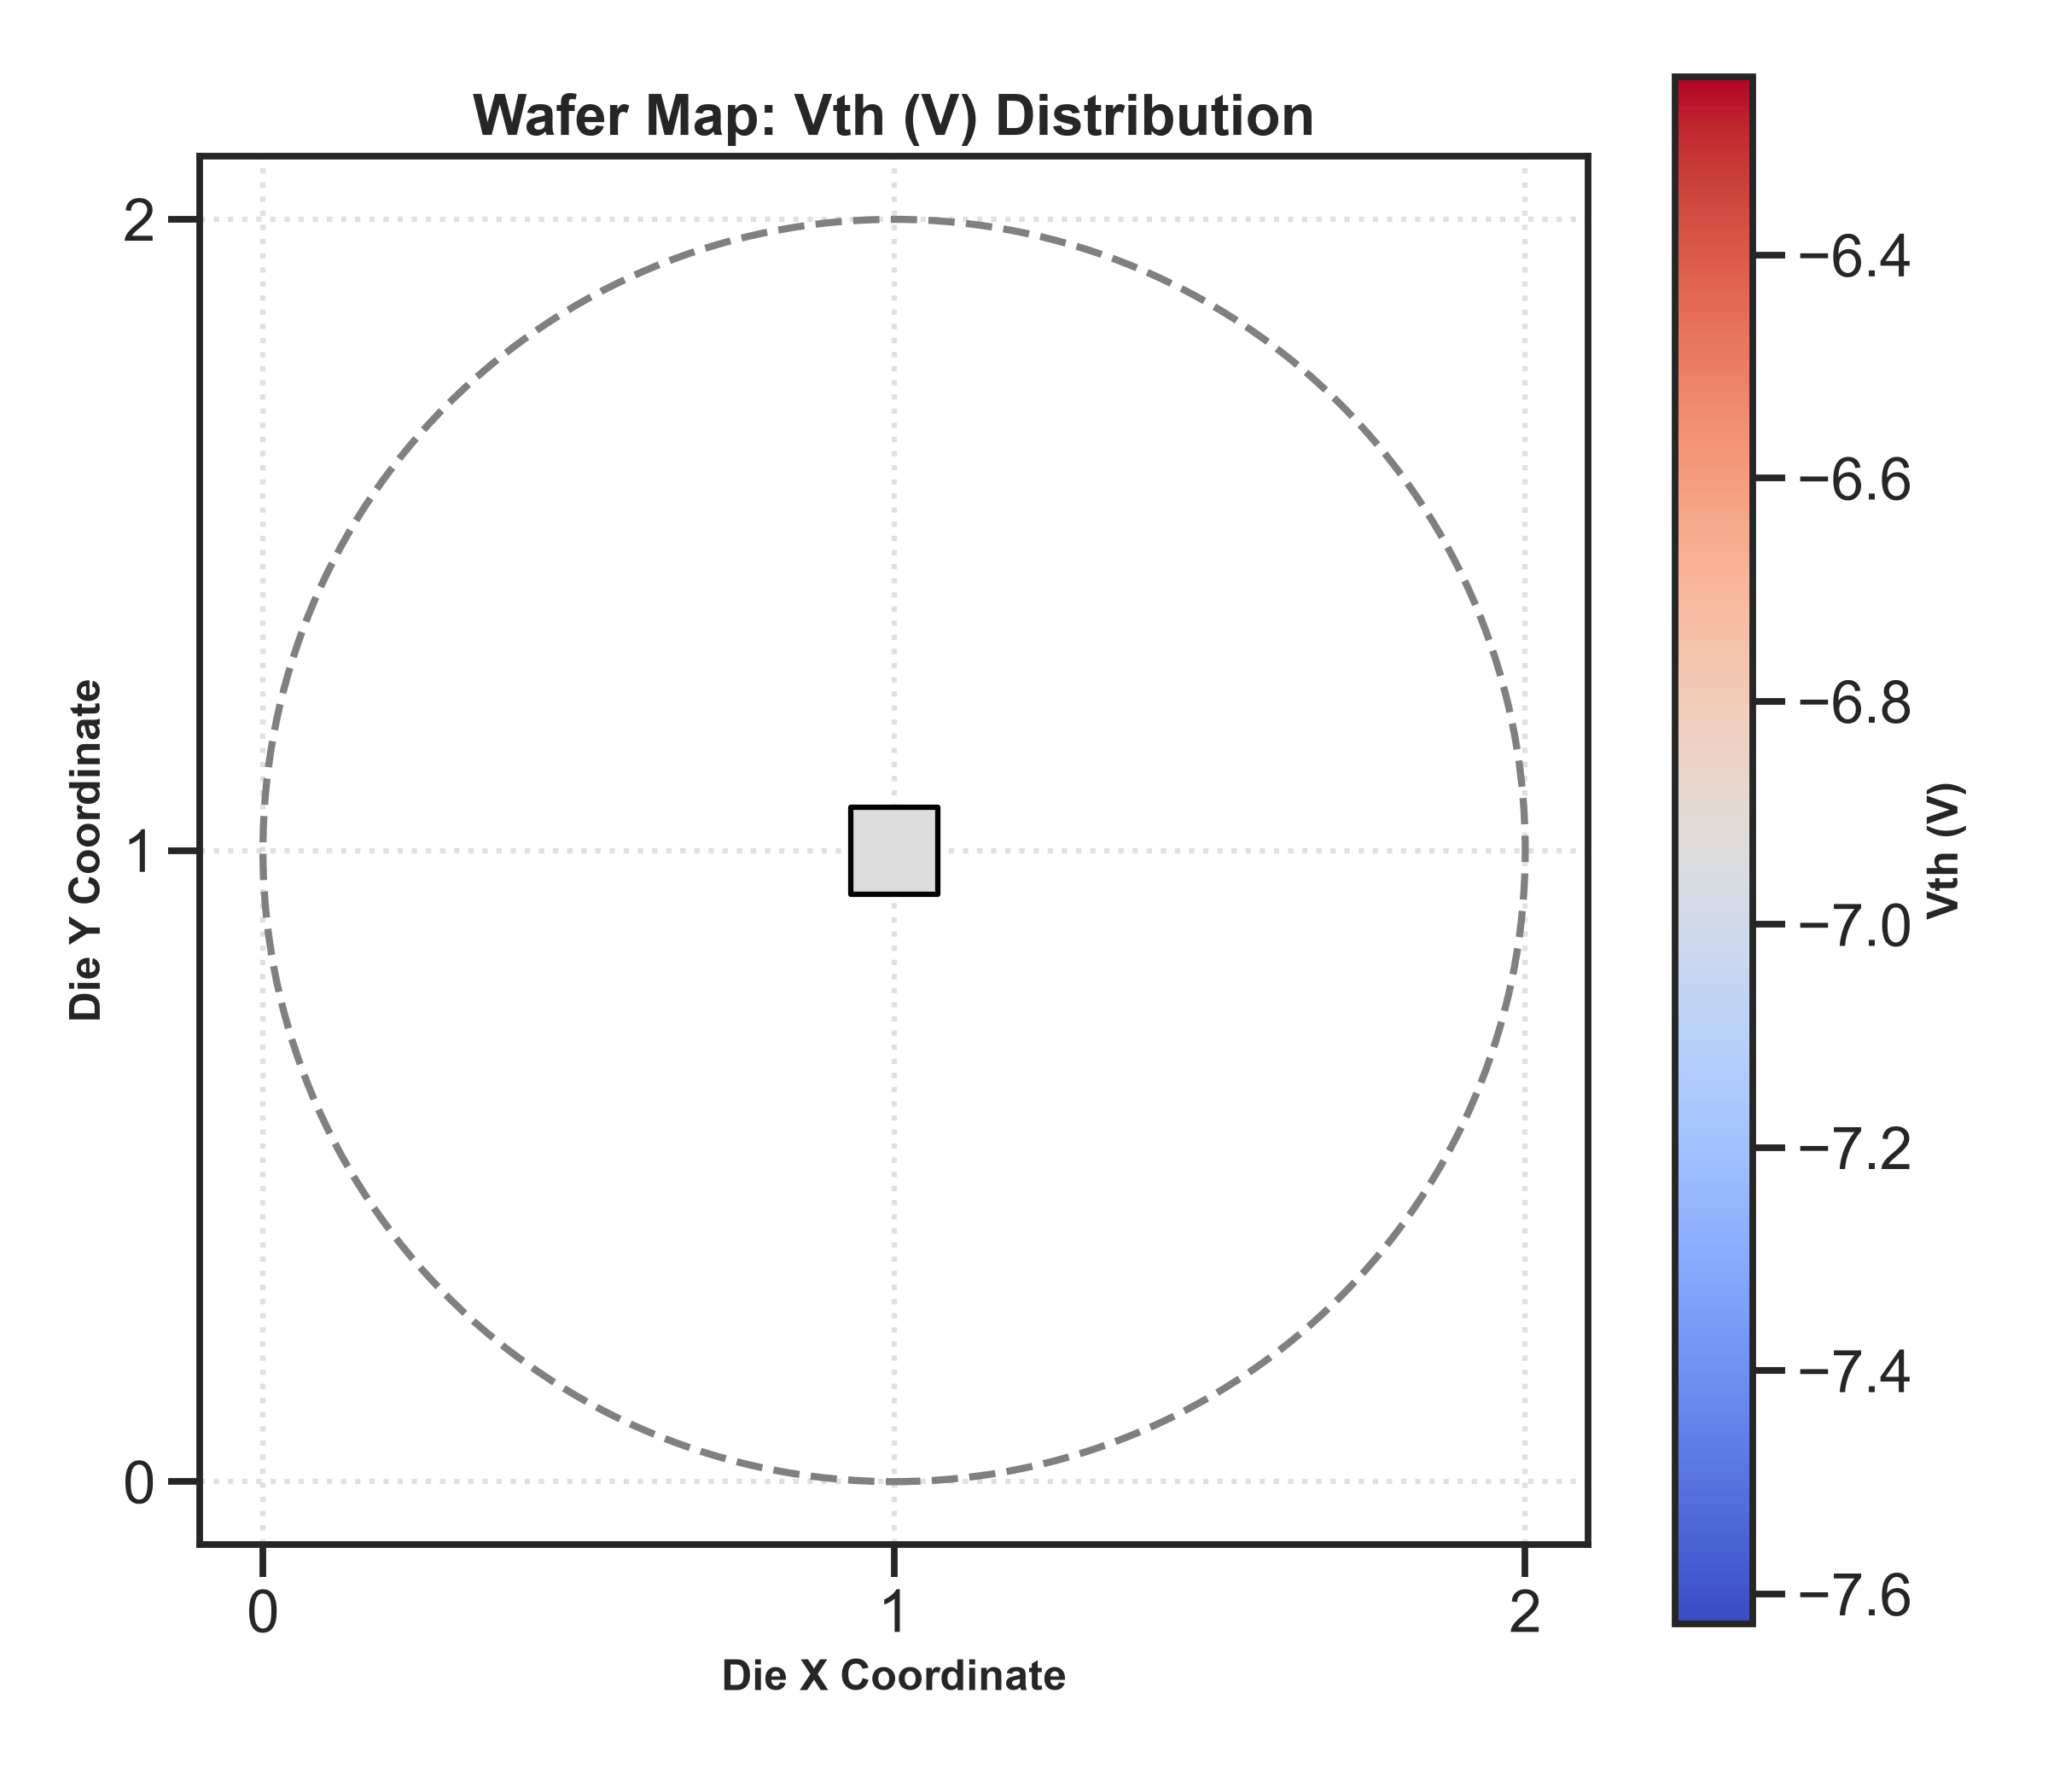 Wafer Map: Vth (V) Distribution
2
1
0
Die Y Coordinate
0 1 2
Die X Coordinate
−6.4
−6.6
−6.8
−7.0
−7.2
−7.4
−7.6
Vth (V)